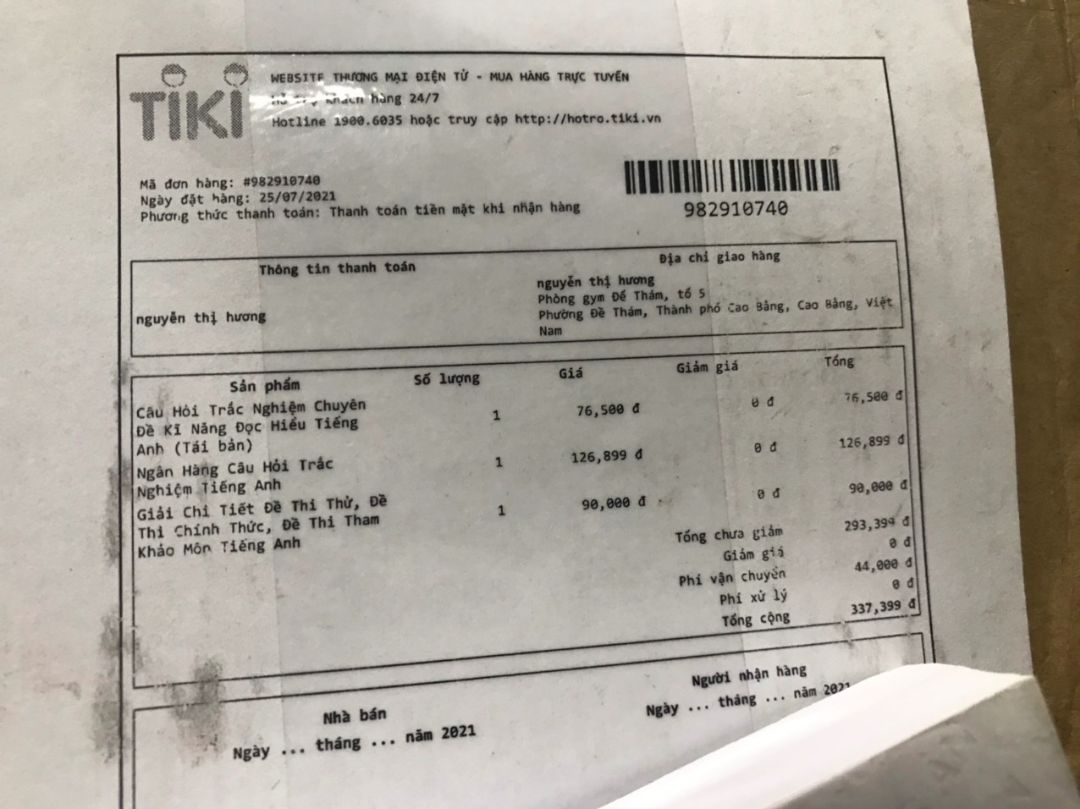 TIKI
WEBSITE THƯƠNG MẠI ĐIỆN TỬ - MUA HÀNG TRỰC TUYẾN
Hỗ trợ khách hàng 24/7
Hotline 1900.6035 hoặc truy cập http://hotro.tiki.vn
Mã đơn hàng: #982910740
Ngày đặt hàng: 25/07/2021
Phương thức thanh toán: Thanh toán tiền mặt khi nhận hàng
982910740
Thông tin thanh toán
nguyễn thị hương
Địa chỉ giao hàng
nguyễn thị hương
Phòng gym Đề Thám, tổ 5
Phường Đề Thám, Thành phố Cao Bằng, Cao Bằng, Việt
Nam
Sản phẩm Số lượng Giá Giảm giá Tổng
Câu Hỏi Trắc Nghiệm Chuyên 1 76,500 đ 0 đ 76,500 đ
Đề Kĩ Năng Đọc Hiểu Tiếng
Anh (Tái bản)
Ngân Hàng Câu Hỏi Trắc 1 126,899 đ 0 đ 126,899 đ
Nghiệm Tiếng Anh
Giải Chi Tiết Đề Thi Thử, Đề 1 90,000 đ 0 đ 90,000 đ
Thi Chính Thức, Đề Thi Tham
Khảo Môn Tiếng Anh
Tổng chưa giảm 293,399 đ
Giảm giá 0 đ
Phí vận chuyển 44,000 đ
Phí xử lý 0 đ
Tổng cộng 337,399 đ
Nhà bán
Ngày ... tháng ... năm 2021
Người nhận hàng
Ngày ... tháng ... năm 2021